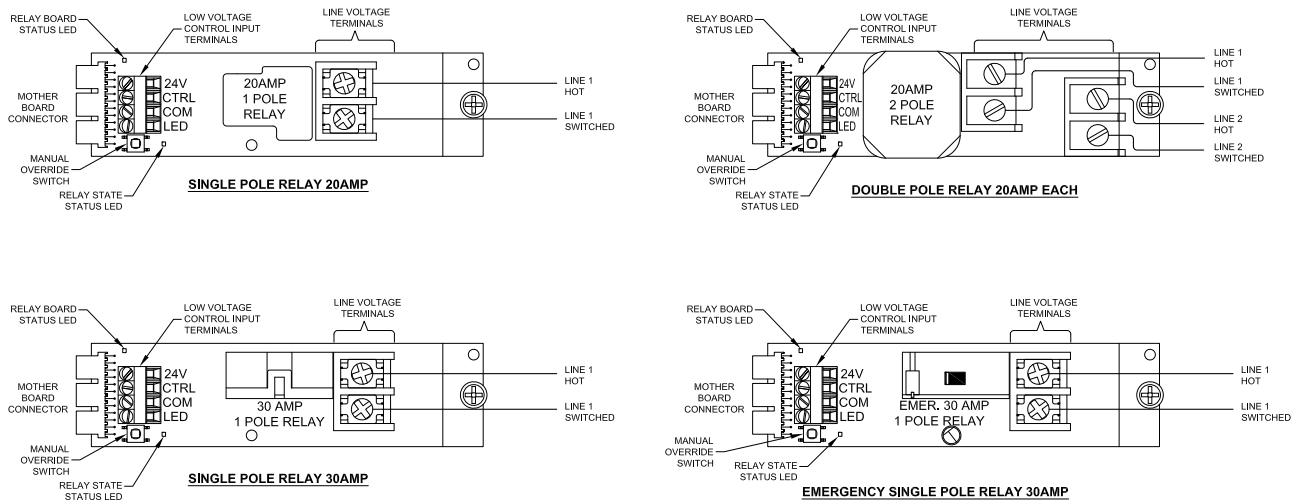 RELAY BOARD
STATUS LED
LOW VOLTAGE
CONTROL INPUT
TERMINALS
LINE VOLTAGE
TERMINALS
MOTHER
BOARD
CONNECTOR
24V
CTRL
COM
LED
20AMP
1 POLE
RELAY
LINE 1
HOT
LINE 1
SWITCHED
MANUAL
OVERRIDE
SWITCH
RELAY STATE
STATUS LED
SINGLE POLE RELAY 20AMP
RELAY BOARD
STATUS LED
LOW VOLTAGE
CONTROL INPUT
TERMINALS
LINE VOLTAGE
TERMINALS
MOTHER
BOARD
CONNECTOR
24V
CTRL
COM
LED
20AMP
2 POLE
RELAY
LINE 1
HOT
LINE 1
SWITCHED
LINE 2
HOT
LINE 2
SWITCHED
MANUAL
OVERRIDE
SWITCH
RELAY STATE
STATUS LED
DOUBLE POLE RELAY 20AMP EACH
RELAY BOARD
STATUS LED
LOW VOLTAGE
CONTROL INPUT
TERMINALS
LINE VOLTAGE
TERMINALS
MOTHER
BOARD
CONNECTOR
24V
CTRL
COM
LED
30 AMP
1 POLE RELAY
LINE 1
HOT
LINE 1
SWITCHED
MANUAL
OVERRIDE
SWITCH
RELAY STATE
STATUS LED
SINGLE POLE RELAY 30AMP
RELAY BOARD
STATUS LED
LOW VOLTAGE
CONTROL INPUT
TERMINALS
LINE VOLTAGE
TERMINALS
MOTHER
BOARD
CONNECTOR
24V
CTRL
COM
LED
EMER. 30 AMP
1 POLE RELAY
LINE 1
HOT
LINE 1
SWITCHED
MANUAL
OVERRIDE
SWITCH
RELAY STATE
STATUS LED
EMERGENCY SINGLE POLE RELAY 30AMP